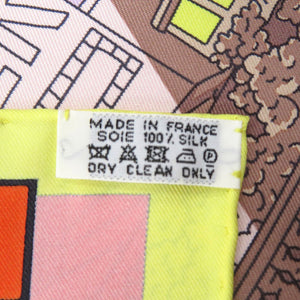 MADE IN FRANCE
SOIE 100% SILK
P
DRY CLEAN ONLY